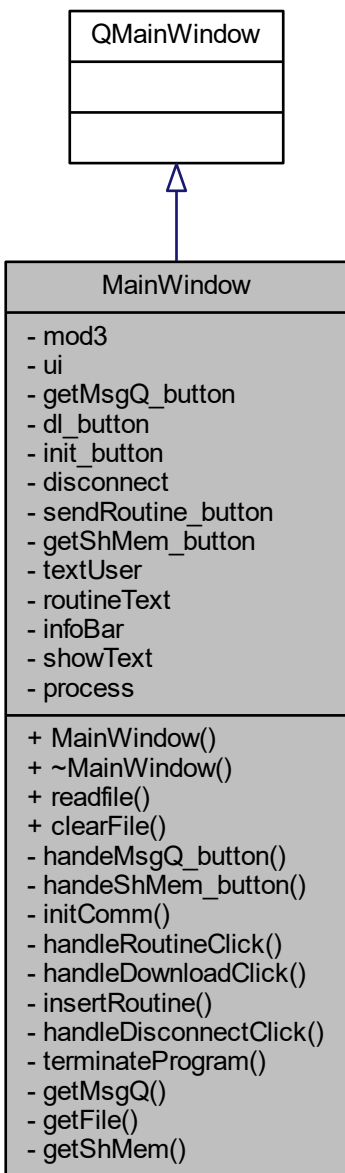 QMainWindow
MainWindow
- mod3
- ui
- getMsgQ_button
- dl_button
- init_button
- disconnect
- sendRoutine_button
- getShMem_button
- textUser
- routineText
- infoBar
- showText
- process
+ MainWindow()
+ ~MainWindow()
+ readfile()
+ clearFile()
- handeMsgQ_button()
- handeShMem_button()
- initComm()
- handleRoutineClick()
- handleDownloadClick()
- insertRoutine()
- handleDisconnectClick()
- terminateProgram()
- getMsgQ()
- getFile()
- getShMem()